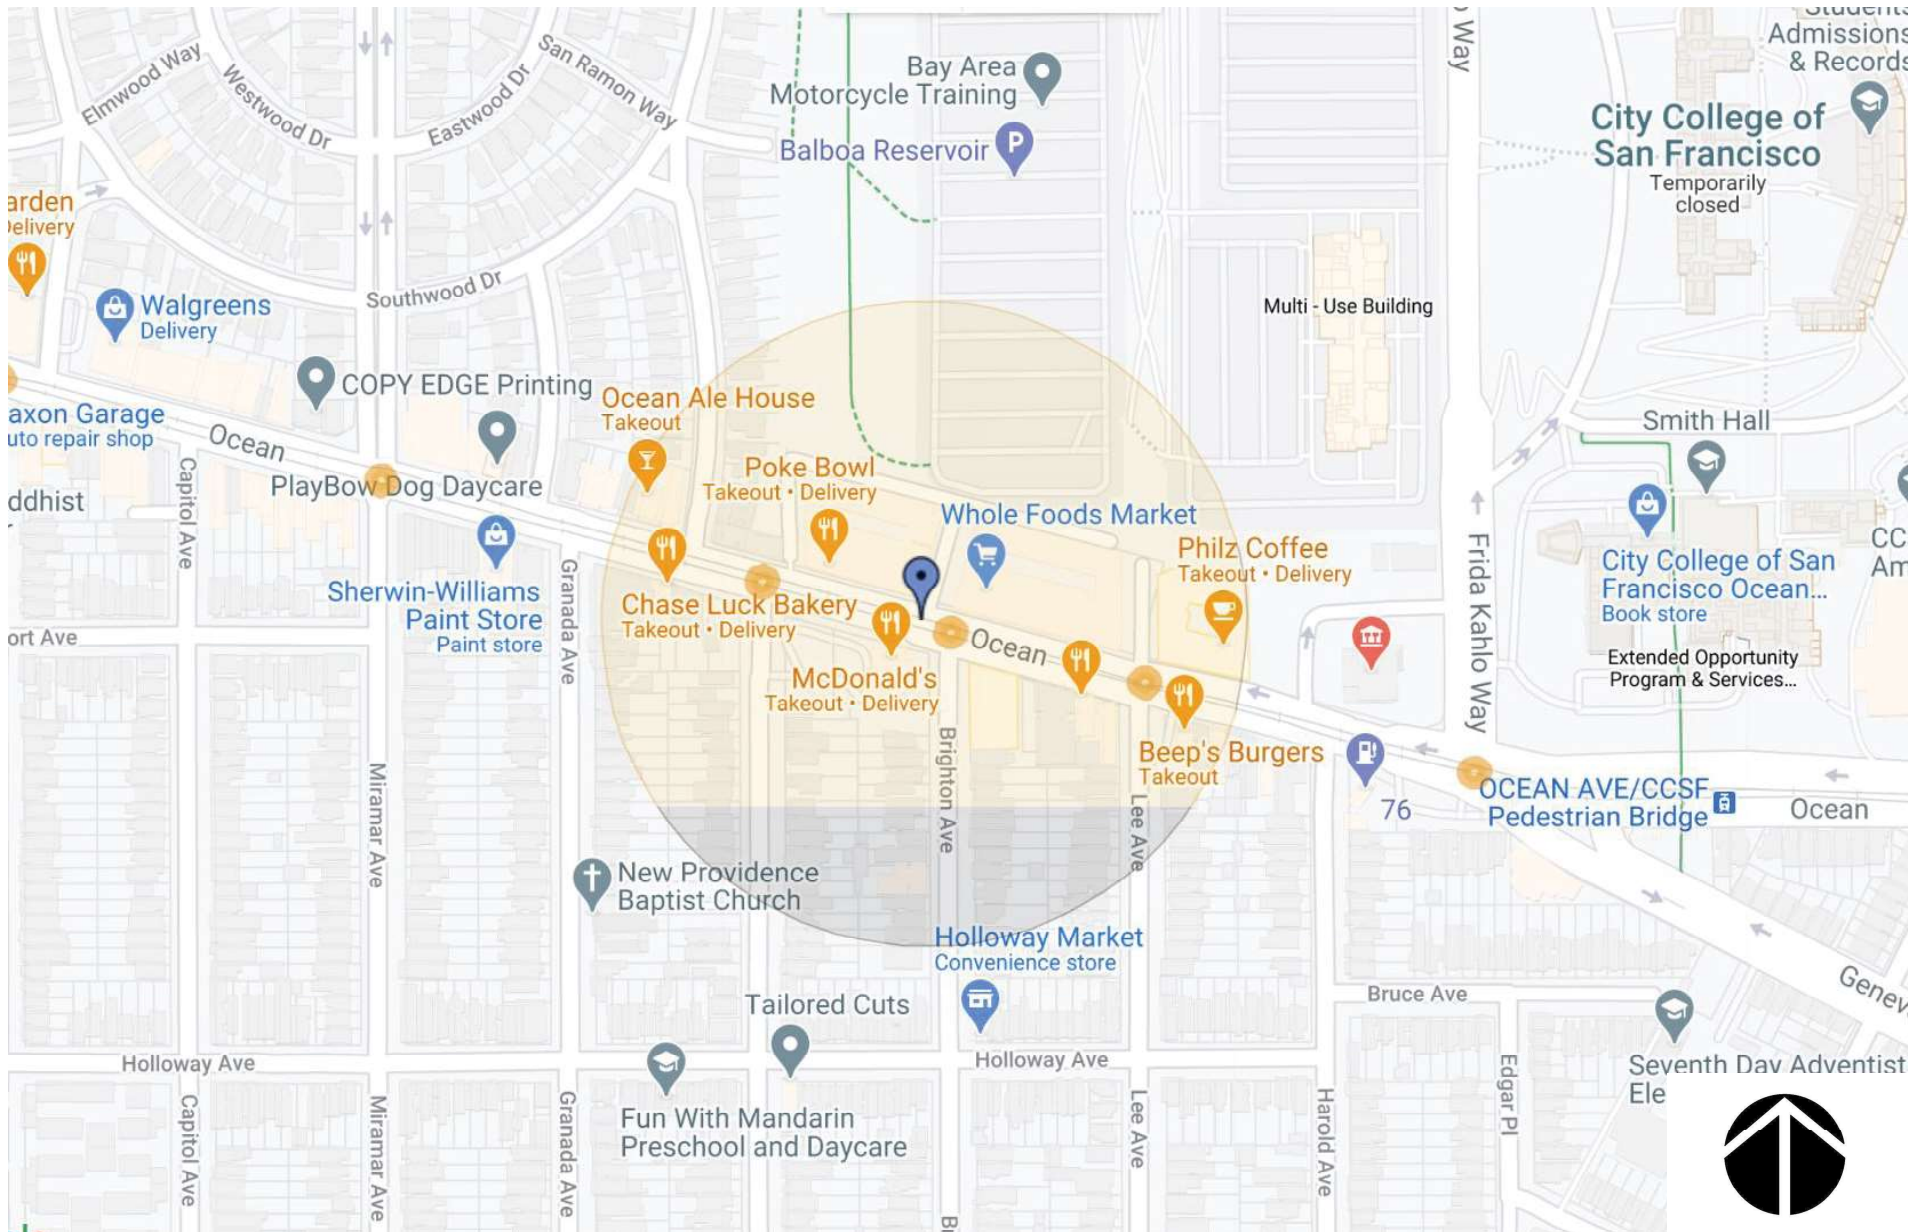 Elmwood Way
Westwood Dr
Eastwood Dr
San Ramon Way
Bay Area
Motorcycle Training
Balboa Reservoir
P
Way
Students
Admissions
& Records
City College of
San Francisco
Temporarily
closed
arden
Delivery
Walgreens
Delivery
Southwood Dr
Multi - Use Building
COPY EDGE Printing
Ocean Ale House
Takeout
axon Garage
uto repair shop
Ocean
Smith Hall
PlayBow Dog Daycare
Poke Bowl
Takeout • Delivery
ddhist
Capitol Ave
Whole Foods Market
Philz Coffee
Takeout • Delivery
Frida Kahlo Way
CC
Am
City College of San
Francisco Ocean...
Book store
Sherwin-Williams
Paint Store
Paint store
Granada Ave
Chase Luck Bakery
Takeout • Delivery
Ocean
ort Ave
McDonald's
Takeout • Delivery
Extended Opportunity
Program & Services...
Brighton Ave
Beep's Burgers
Takeout
76
OCEAN AVE/CCSF
Pedestrian Bridge
Ocean
Miramar Ave
Lee Ave
New Providence
Baptist Church
Holloway Market
Convenience store
Tailored Cuts
Bruce Ave
Genev
Holloway Ave
Holloway Ave
Seventh Day Adventist
Ele
Fun With Mandarin
Preschool and Daycare
Capitol Ave
Miramar Ave
Granada Ave
Lee Ave
Harold Ave
Edgar Pl